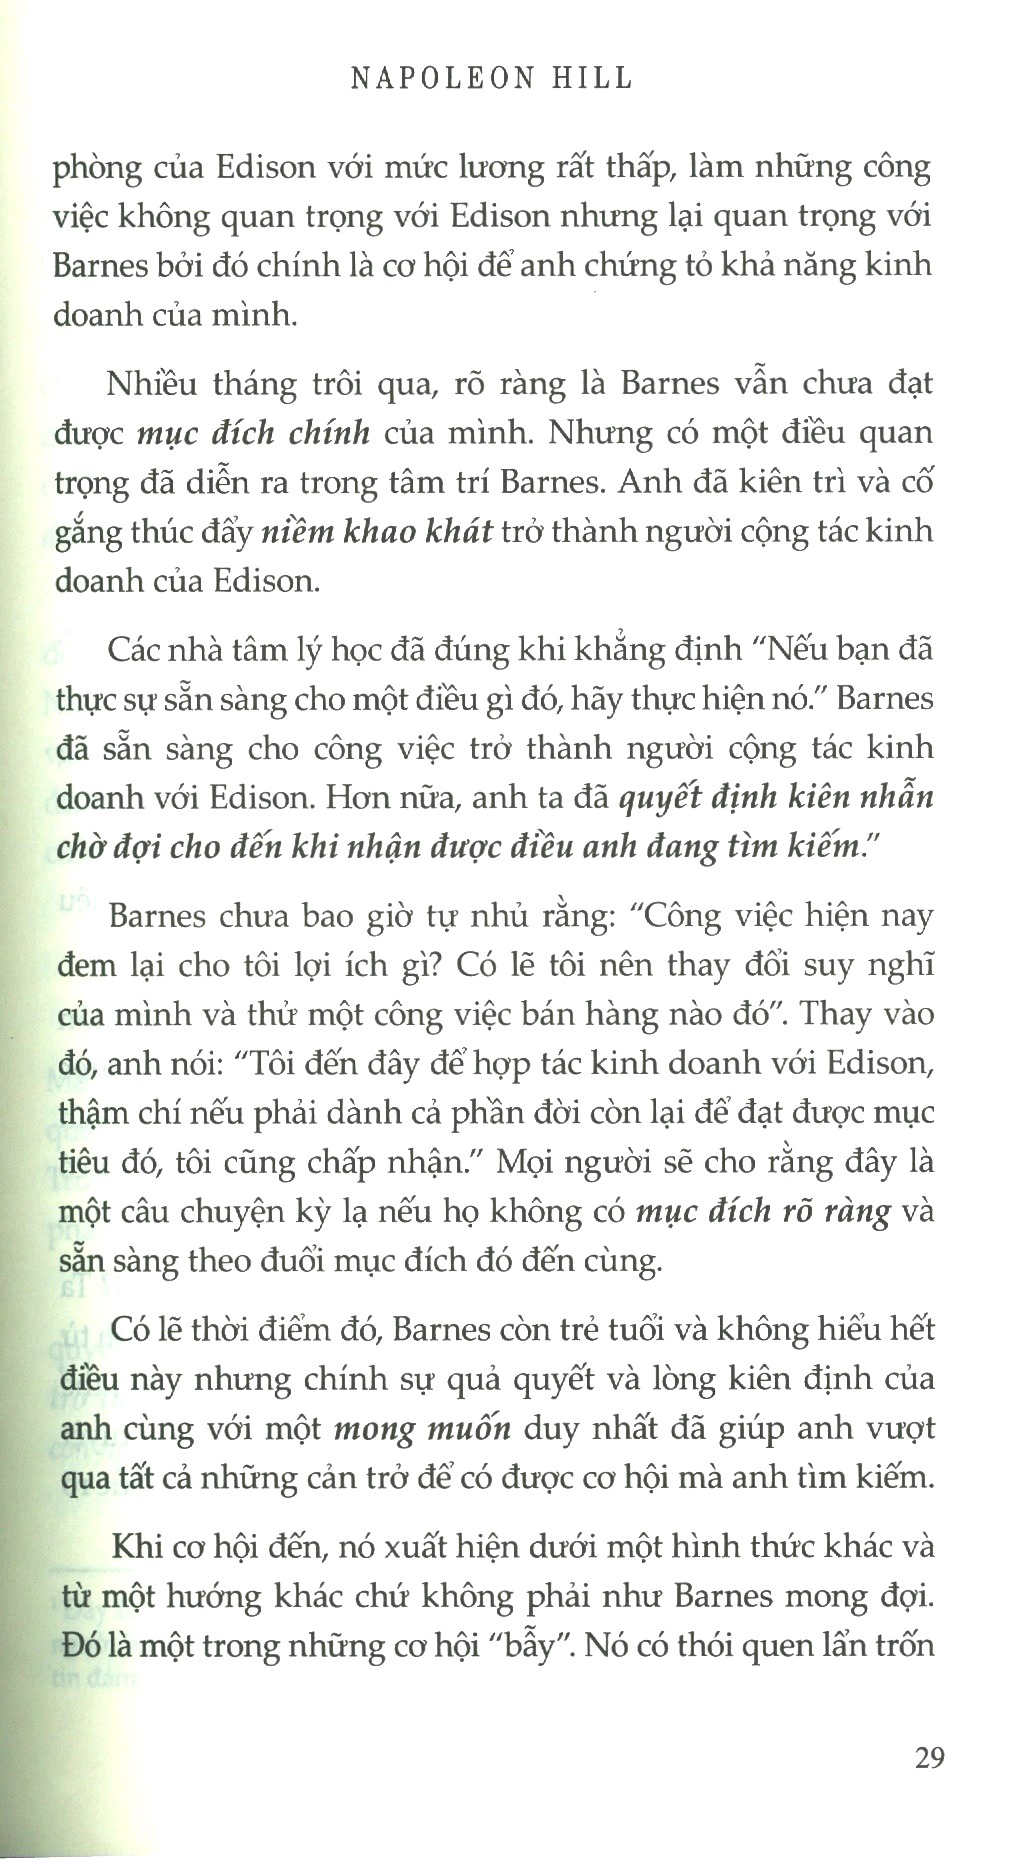 NAPOLEON HILL
phòng của Edison với mức lương rất thấp, làm những công
việc không quan trọng với Edison nhưng lại quan trọng với
Barnes bởi đó chính là cơ hội để anh chứng tỏ khả năng kinh
doanh của mình.
Nhiều tháng trôi qua, rõ ràng là Barnes vẫn chưa đạt
được mục đích chính của mình. Nhưng có một điều quan
trọng đã diễn ra trong tâm trí Barnes. Anh đã kiên trì và cố
gắng thúc đẩy niềm khao khát trở thành người cộng tác kinh
doanh của Edison.
Các nhà tâm lý học đã đúng khi khẳng định "Nếu bạn đã
thực sự sẵn sàng cho một điều gì đó, hãy thực hiện nó." Barnes
đã sẵn sàng cho công việc trở thành người cộng tác kinh
doanh với Edison. Hơn nữa, anh ta đã quyết định kiên nhẫn
chờ đợi cho đến khi nhận được điều anh đang tìm kiếm."
Barnes chưa bao giờ tự nhủ rằng: "Công việc hiện nay
đem lại cho tôi lợi ích gì? Có lẽ tôi nên thay đổi suy nghĩ
của mình và thử một công việc bán hàng nào đó". Thay vào
đó, anh nói: "Tôi đến đây để hợp tác kinh doanh với Edison,
thậm chí nếu phải dành cả phần đời còn lại để đạt được mục
tiêu đó, tôi cũng chấp nhận." Mọi người sẽ cho rằng đây là
một câu chuyện kỳ lạ nếu họ không có mục đích rõ ràng và
sẵn sàng theo đuổi mục đích đó đến cùng.
Có lẽ thời điểm đó, Barnes còn trẻ tuổi và không hiểu hết
điều này nhưng chính sự quả quyết và lòng kiên định của
anh cùng với một mong muốn duy nhất đã giúp anh vượt
qua tất cả những cản trở để có được cơ hội mà anh tìm kiếm.
Khi cơ hội đến, nó xuất hiện dưới một hình thức khác và
từ một hướng khác chứ không phải như Barnes mong đợi.
Đó là một trong những cơ hội "bẫy". Nó có thói quen lẩn trốn
29